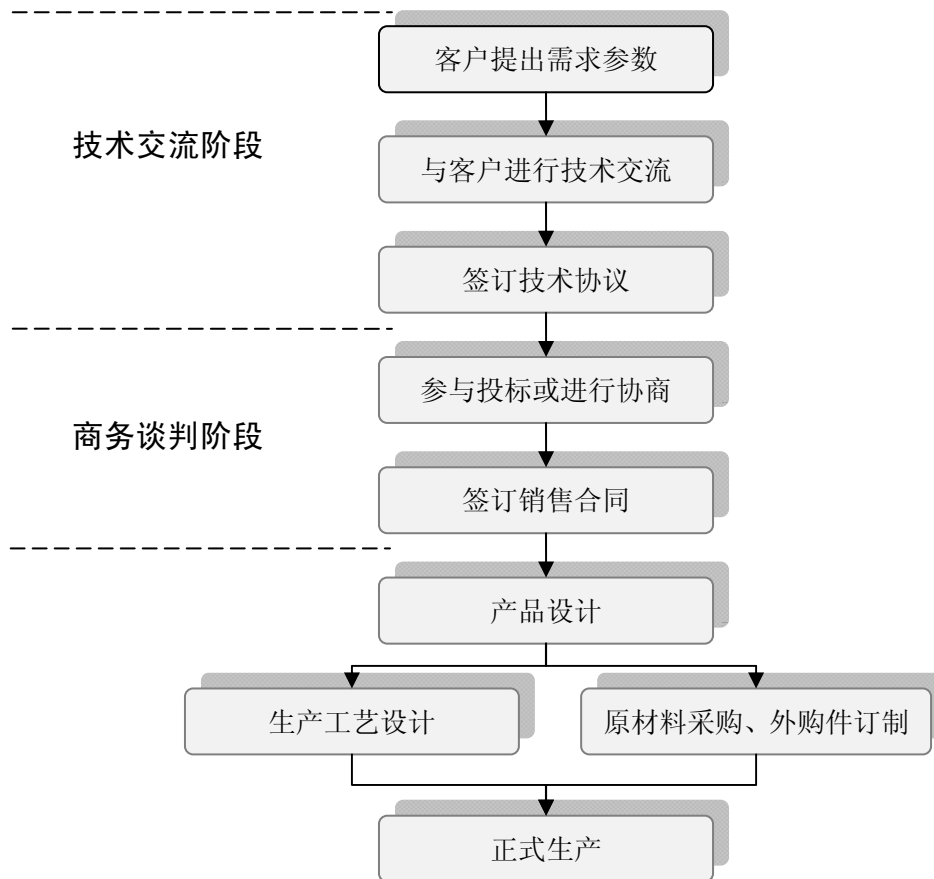 客户提出需求参数
技术交流阶段
与客户进行技术交流
签订技术协议
参与投标或进行协商
商务谈判阶段
签订销售合同
产品设计
生产工艺设计
原材料采购、外购件订制
正式生产